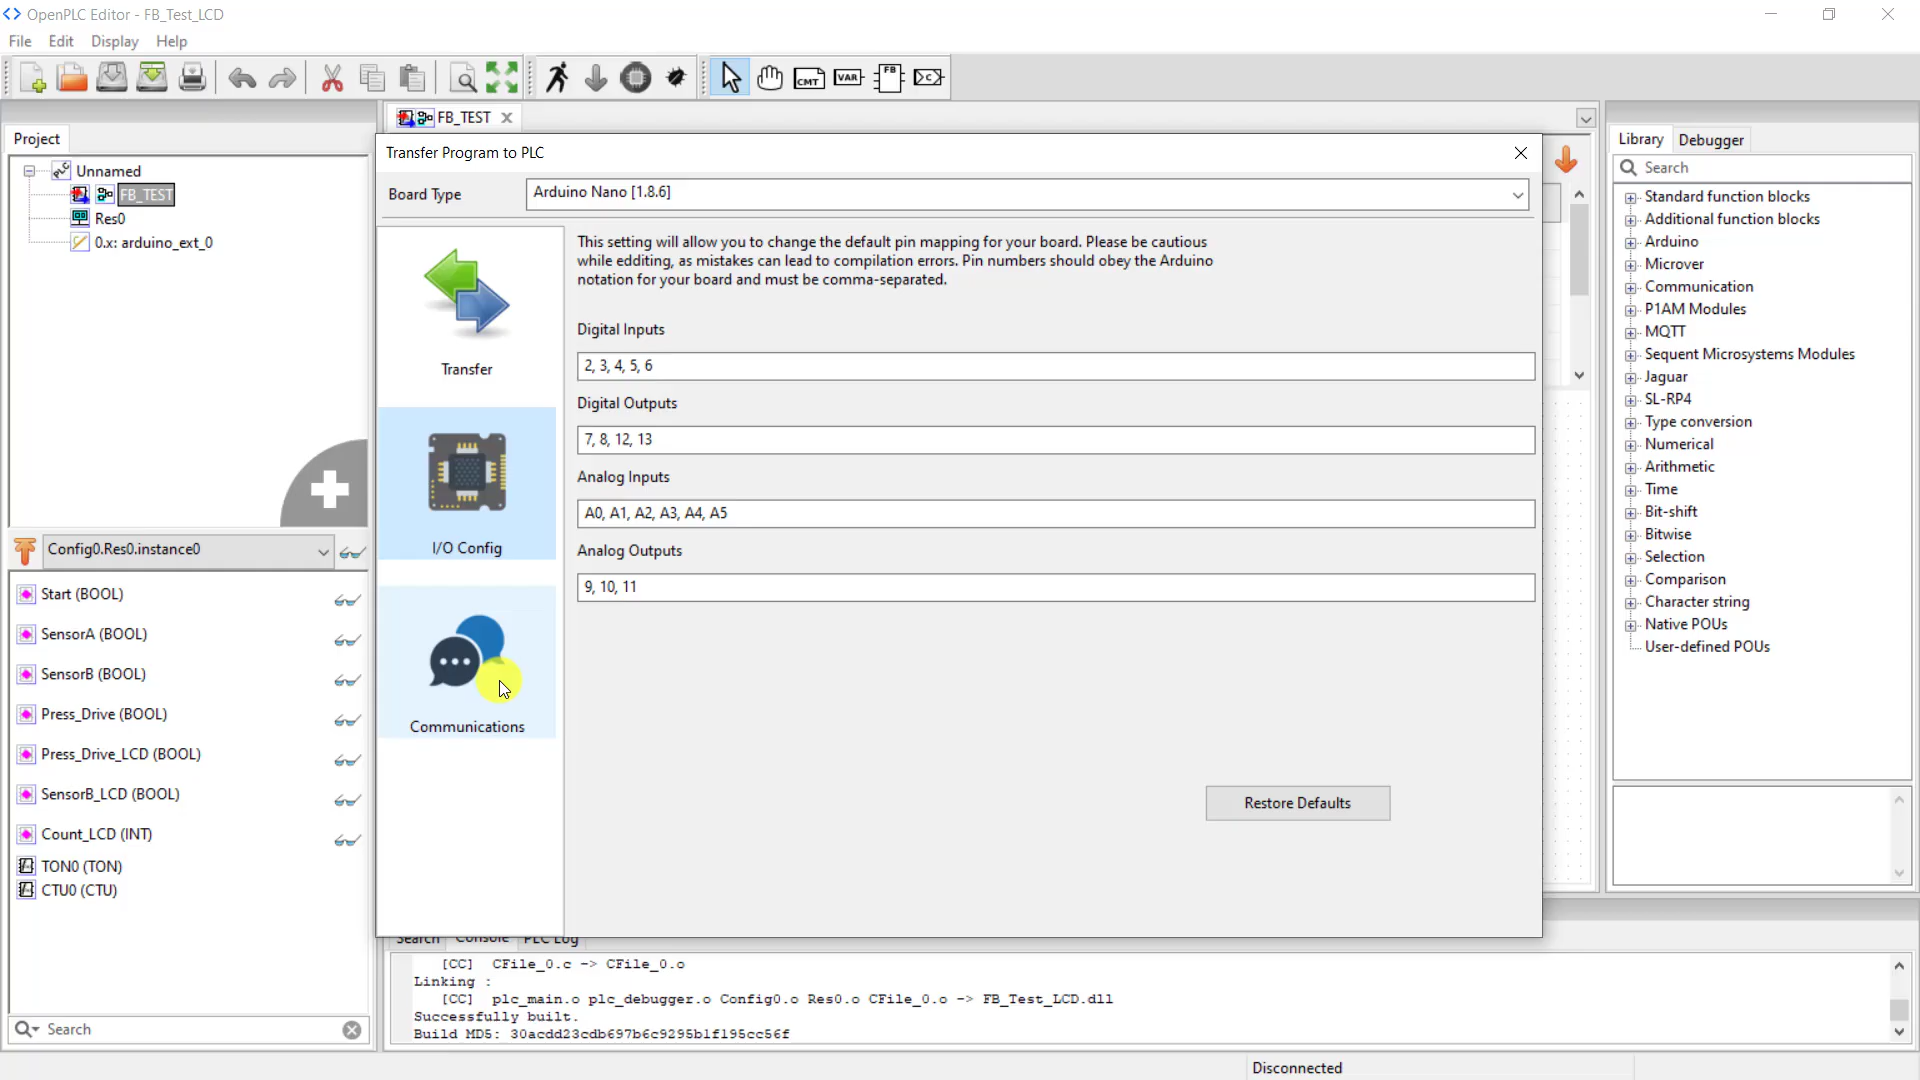 OpenPLC Editor - FB_Test_LCD
File Edit Display Help
CMT VAR FB C
Project
Unnamed
FB_TEST
Res0
0.x: arduino_ext_0
Config0.Res0.instance0
Start (BOOL)
SensorA (BOOL)
SensorB (BOOL)
Press_Drive (BOOL)
Press_Drive_LCD (BOOL)
SensorB_LCD (BOOL)
Count_LCD (INT)
TON0 (TON)
CTU0 (CTU)
Search
FB_TEST
Transfer Program to PLC
Board Type
Arduino Nano [1.8.6]
Transfer
I/O Config
Communications
This setting will allow you to change the default pin mapping for your board. Please be cautious
while edditing, as mistakes can lead to compilation errors. Pin numbers should obey the Arduino
notation for your board and must be comma-separated.
Digital Inputs
2, 3, 4, 5, 6
Digital Outputs
7, 8, 12, 13
Analog Inputs
A0, A1, A2, A3, A4, A5
Analog Outputs
9, 10, 11
Restore Defaults
Search Console PLC Log
[CC] CFile_0.c -> CFile_0.o
Linking :
[CC] plc_main.o plc_debugger.o Config0.o Res0.o CFile_0.o -> FB_Test_LCD.dll
Successfully built.
Build MD5: 30acdd23cdb697b6c9295b1f195cc56f
Library Debugger
Search
Standard function blocks
Additional function blocks
Arduino
Microver
Communication
P1AM Modules
MQTT
Sequent Microsystems Modules
Jaguar
SL-RP4
Type conversion
Numerical
Arithmetic
Time
Bit-shift
Bitwise
Selection
Comparison
Character string
Native POUs
User-defined POUs
Disconnected